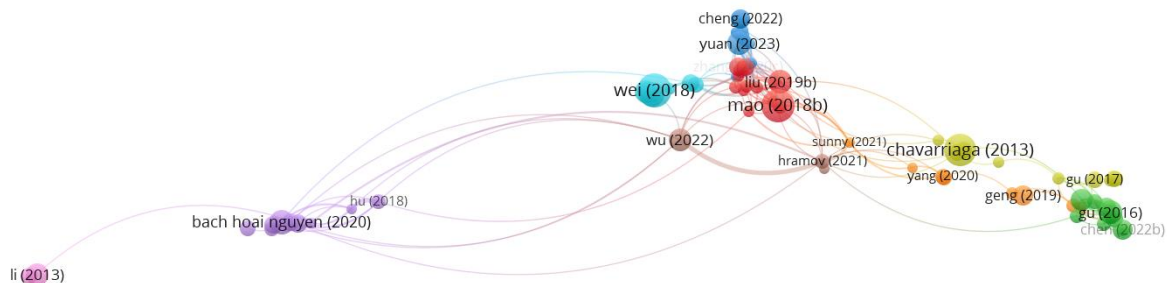 cheng (2022)
yuan (2023)
liu (2019b)
wei (2018)
mao (2018b)
wu (2022)
sunny (2021)
chavarriaga (2013)
hramov (2021)
yang (2020)
gu (2017)
geng (2019)
hu (2018)
gu (2016)
bach hoai nguyen (2020)
chen (2022b)
li (2013)